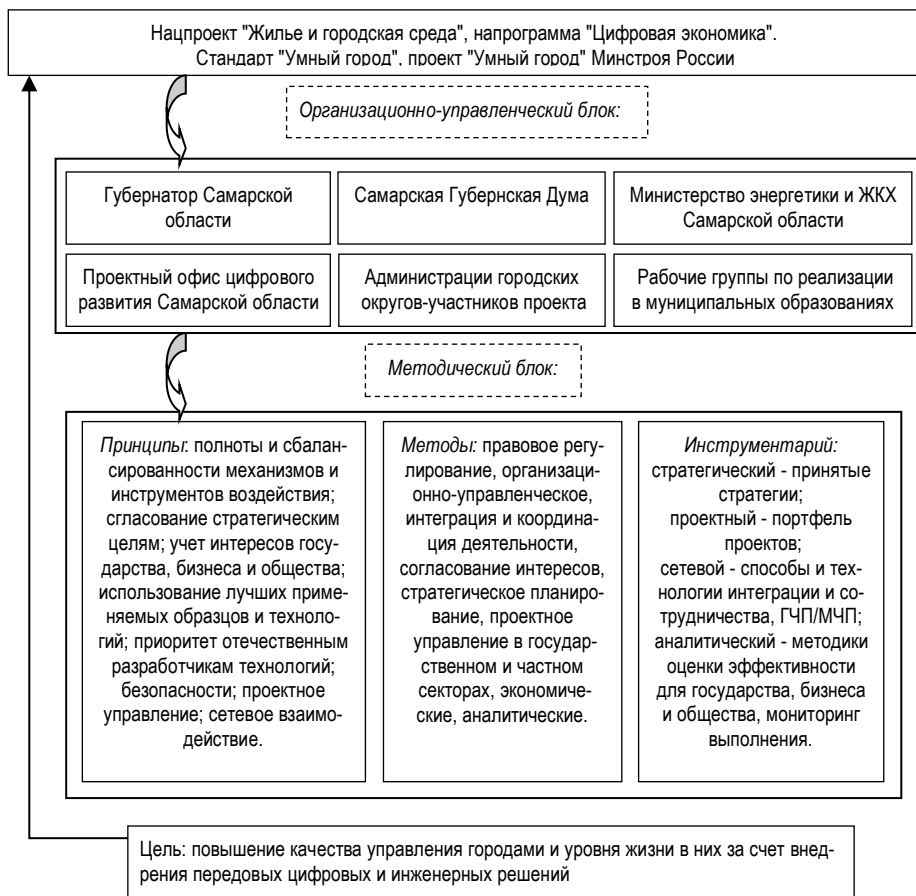 Нацпроект "Жилье и городская среда", напрограмма "Цифровая экономика".
Стандарт "Умный город", проект "Умный город" Минстроя России
Организационно-управленческий блок:
Губернатор Самарской
области
Самарская Губернская Дума
Министерство энергетики и ЖКХ
Самарской области
Проектный офис цифрового
развития Самарской области
Администрации городских
округов-участников проекта
Рабочие группы по реализации
в муниципальных образованиях
Методический блок:
Принципы: полноты и сбалан-
сированности механизмов и
инструментов воздействия;
сгласование стратегическим
целям; учет интересов госу-
дарства, бизнеса и общества;
использование лучших приме-
няемых образцов и техноло-
гий; приоритет отечественным
разработчикам технологий;
безопасности; проектное
управление; сетевое взаимо-
действие.
Методы: правовое регу-
лирование, организаци-
онно-управленческое,
интеграция и координа-
ция деятельности,
согласование интересов,
стратегическое планиро-
вание, проектное
управление в государ-
ственном и частном
секторах, экономиче-
ские, аналитические.
Инструментарий:
стратегический - принятые
стратегии;
проектный - портфель
проектов;
сетевой - способы и тех-
нологии интеграции и со-
трудничества, ГЧП/МЧП;
аналитический - методики
оценки эффективности
для государства, бизнеса
и общества, мониторинг
выполнения.
Цель: повышение качества управления городами и уровня жизни в них за счет внед-
рения передовых цифровых и инженерных решений